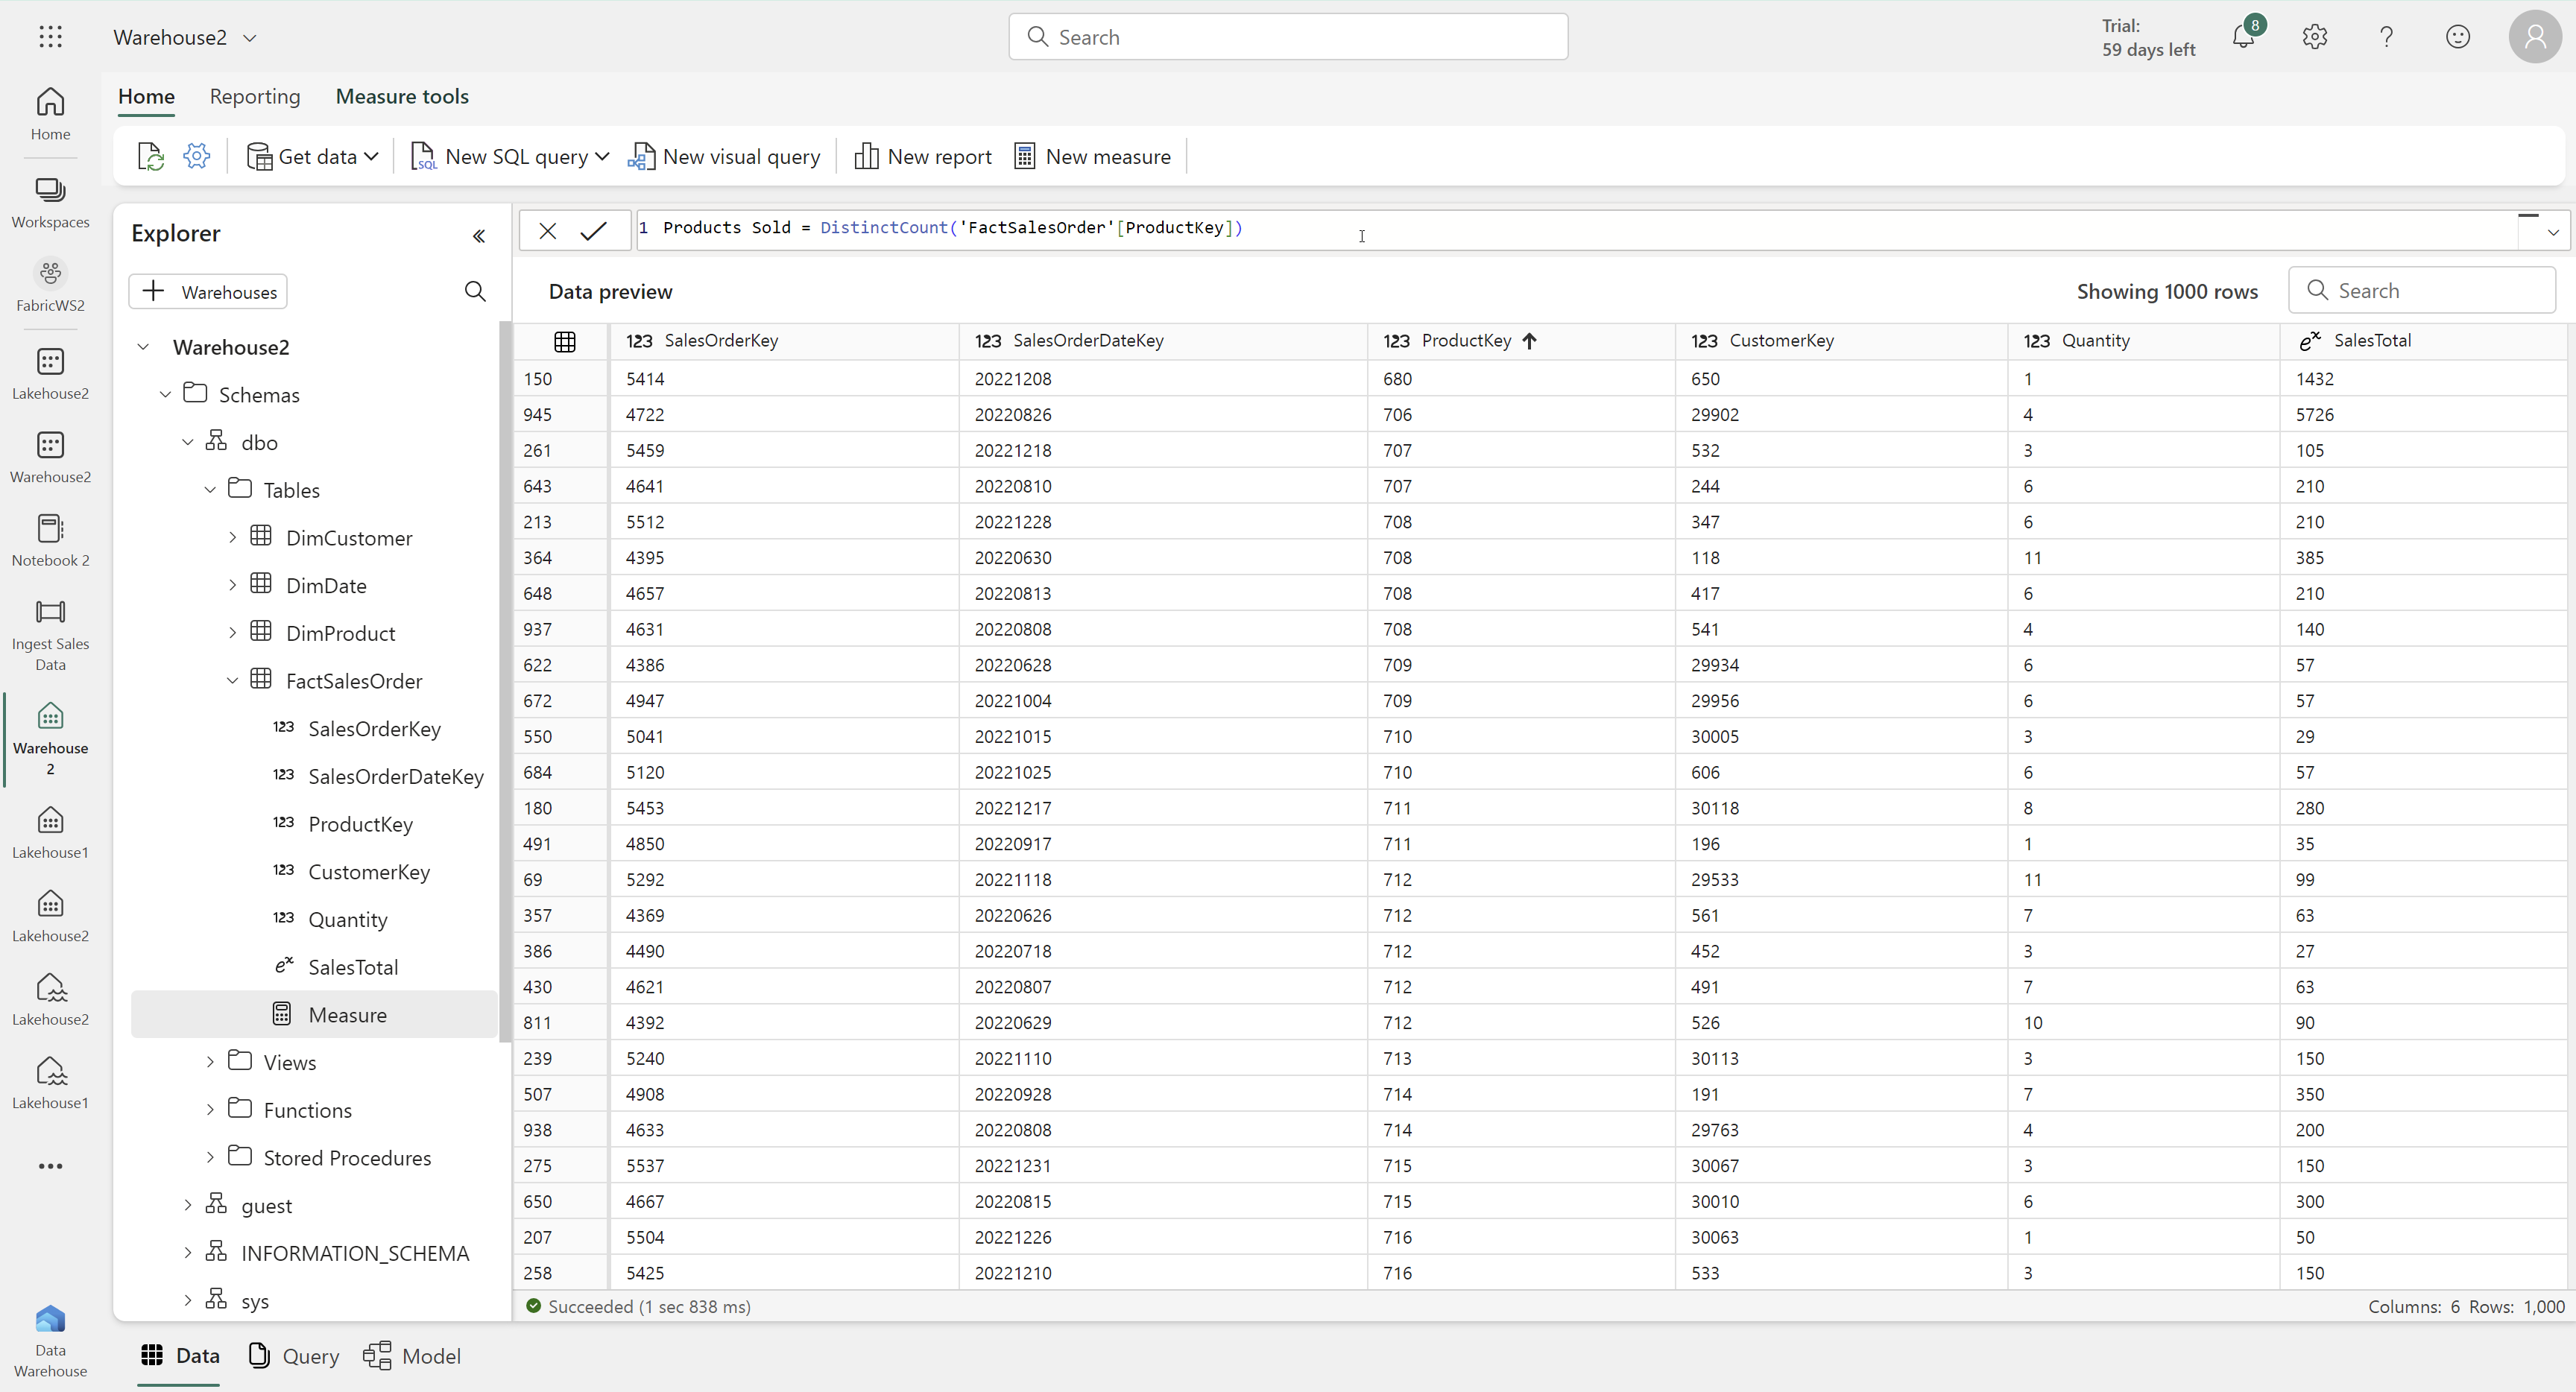 Warehouse2
Search
Trial:
59 days left
8
Home
Reporting
Measure tools
Get data
SQL
New SQL query
New visual query
New report
New measure
Home
Workspaces
FabricWS2
Lakehouse2
Warehouse2
Notebook 2
Ingest Sales
Data
Warehouse
2
Lakehouse1
Lakehouse2
Lakehouse2
Lakehouse1
Data
Warehouse
Explorer
Warehouses
Warehouse2
Schemas
dbo
Tables
DimCustomer
DimDate
DimProduct
FactSalesOrder
123 SalesOrderKey
123 SalesOrderDateKey
123 ProductKey
123 CustomerKey
123 Quantity
eˣ SalesTotal
Measure
Views
Functions
Stored Procedures
guest
INFORMATION_SCHEMA
sys
1 Products Sold = DistinctCount('FactSalesOrder'[ProductKey])
Data preview
Showing 1000 rows
Search
123 SalesOrderKey 123 SalesOrderDateKey 123 ProductKey 123 CustomerKey 123 Quantity eˣ SalesTotal
150 5414 20221208 680 650 1 1432
945 4722 20220826 706 29902 4 5726
261 5459 20221218 707 532 3 105
643 4641 20220810 707 244 6 210
213 5512 20221228 708 347 6 210
364 4395 20220630 708 118 11 385
648 4657 20220813 708 417 6 210
937 4631 20220808 708 541 4 140
622 4386 20220628 709 29934 6 57
672 4947 20221004 709 29956 6 57
550 5041 20221015 710 30005 3 29
684 5120 20221025 710 606 6 57
180 5453 20221217 711 30118 8 280
491 4850 20220917 711 196 1 35
69 5292 20221118 712 29533 11 99
357 4369 20220626 712 561 7 63
386 4490 20220718 712 452 3 27
430 4621 20220807 712 491 7 63
811 4392 20220629 712 526 10 90
239 5240 20221110 713 30113 3 150
507 4908 20220928 714 191 7 350
938 4633 20220808 714 29763 4 200
275 5537 20221231 715 30067 3 150
650 4667 20220815 715 30010 6 300
207 5504 20221226 716 30063 1 50
258 5425 20221210 716 533 3 150
Succeeded (1 sec 838 ms)
Columns: 6 Rows: 1,000
Data
Query
Model